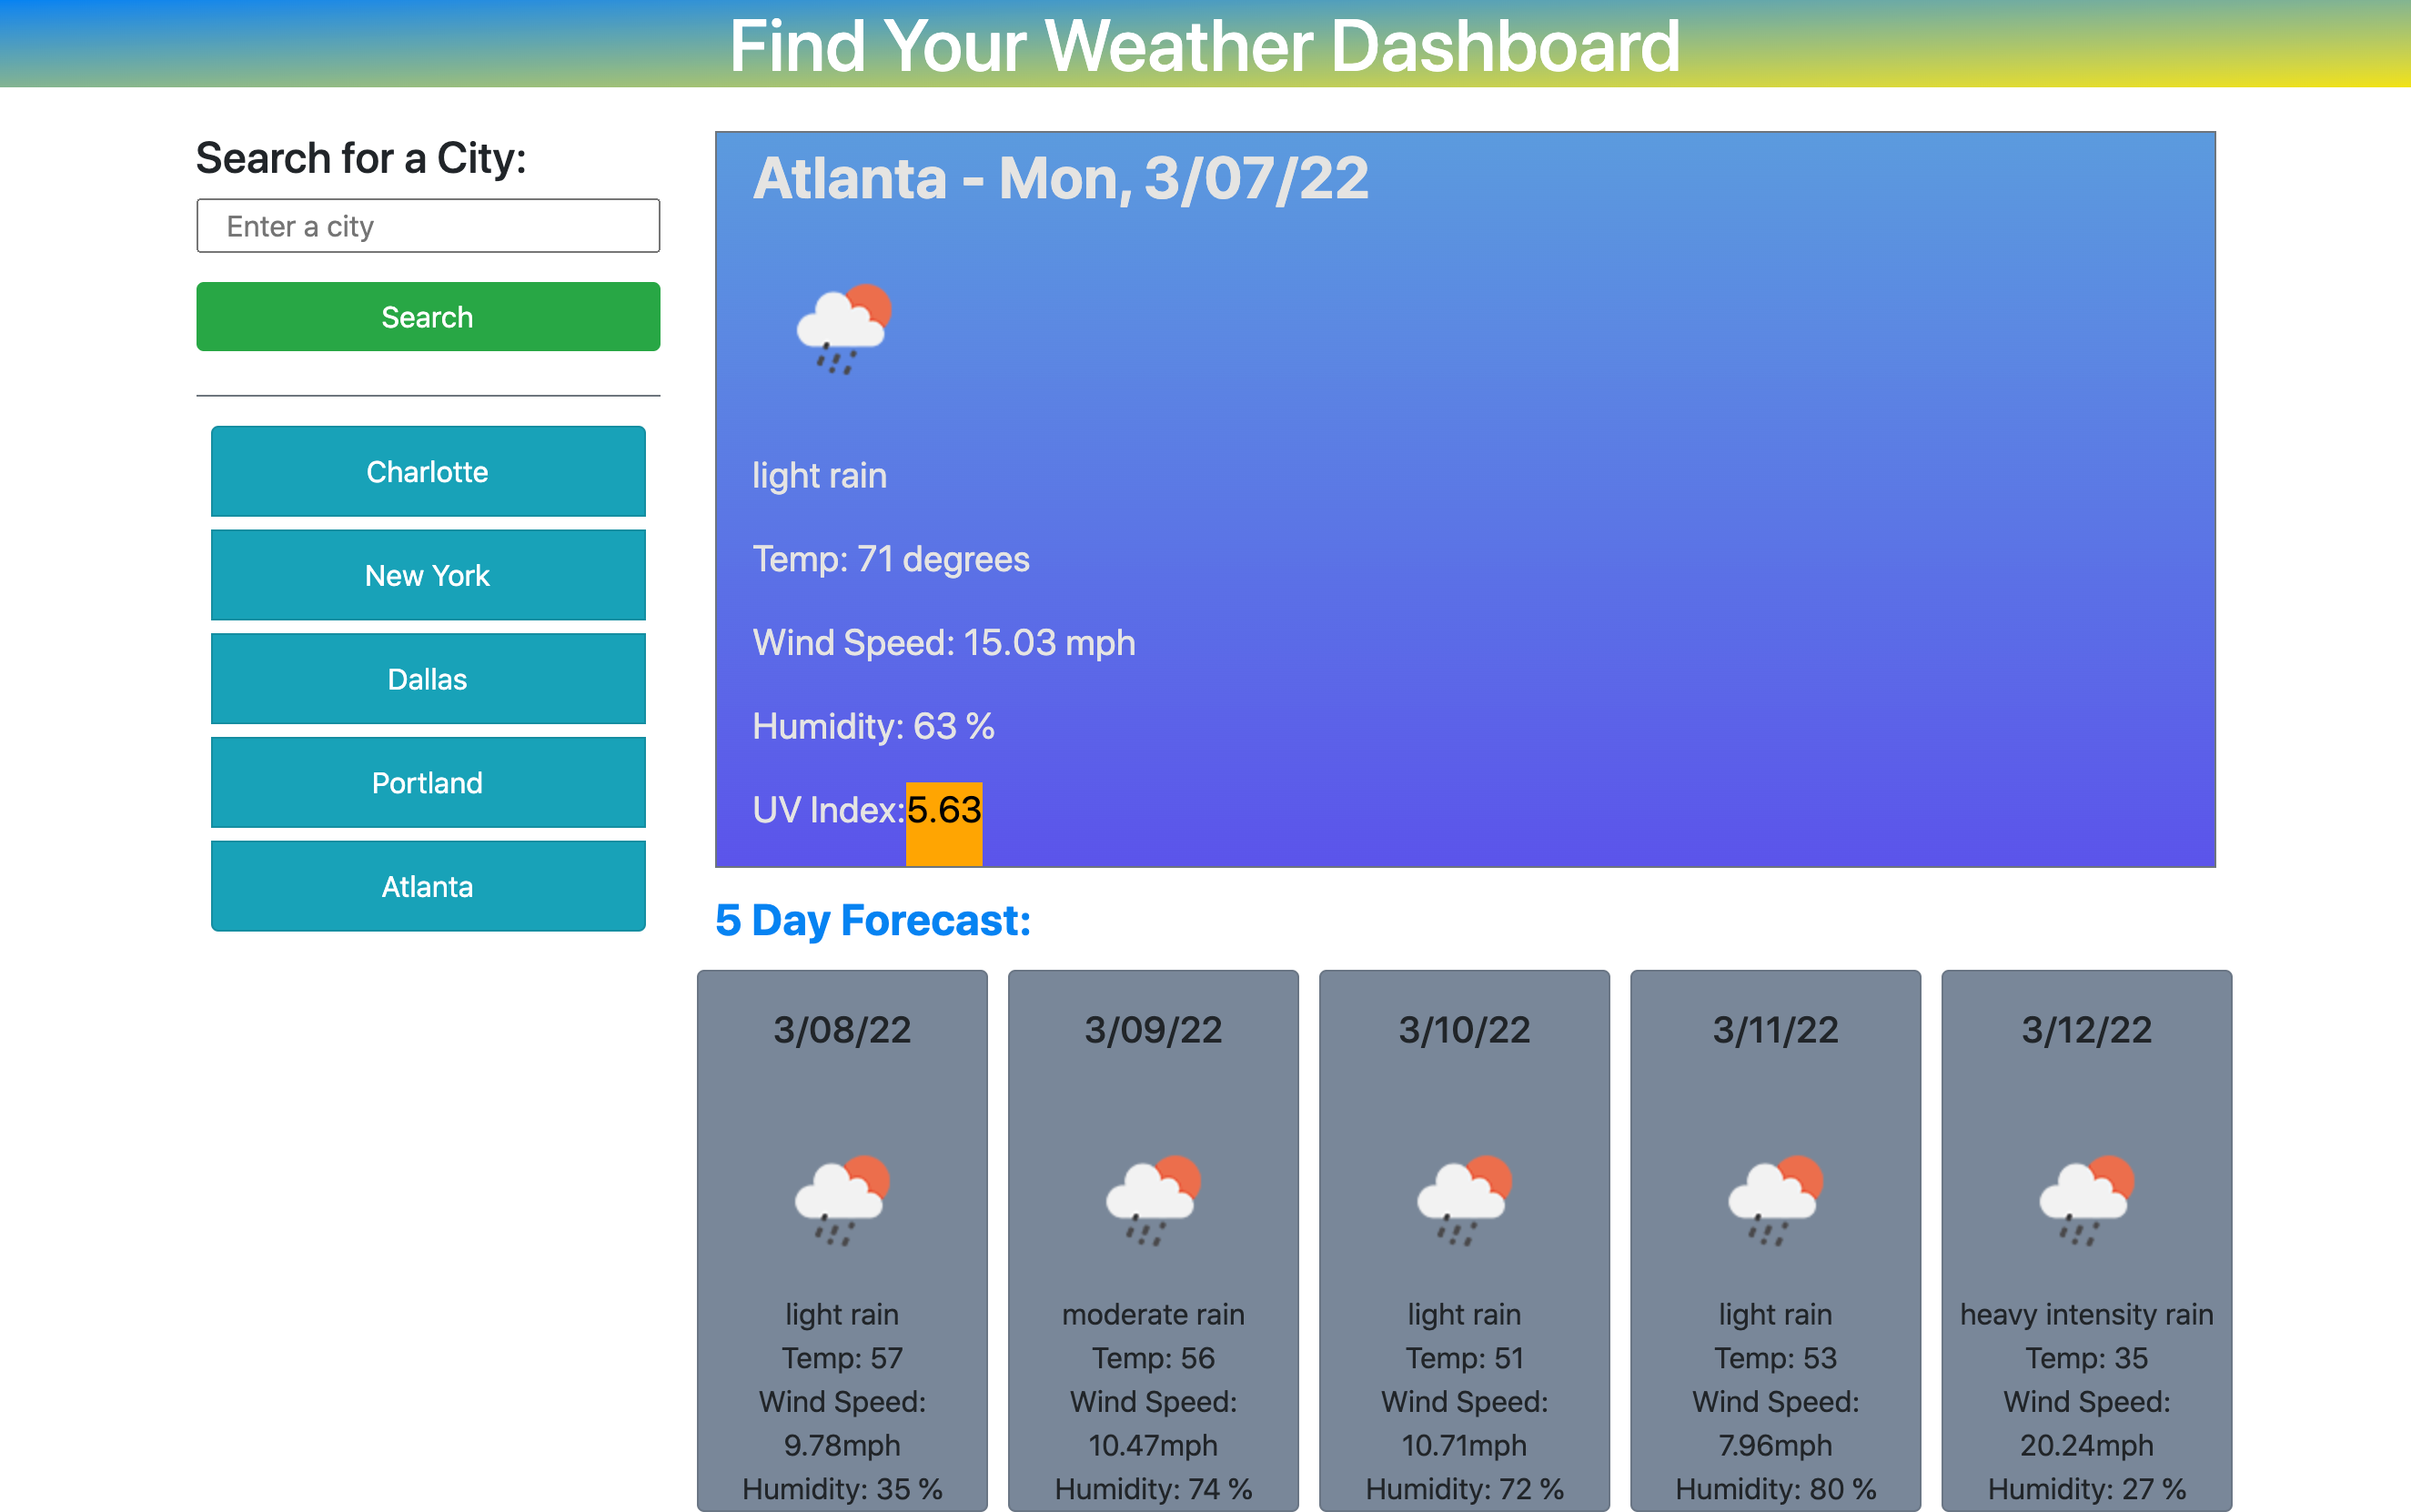 Find Your Weather Dashboard
Search for a City:
Enter a city
Search
Charlotte
New York
Dallas
Portland
Atlanta
Atlanta - Mon, 3/07/22
light rain
Temp: 71 degrees
Wind Speed: 15.03 mph
Humidity: 63 %
UV Index:5.63
5 Day Forecast:
3/08/22
light rain
Temp: 57
Wind Speed:
9.78mph
Humidity: 35 %
3/09/22
moderate rain
Temp: 56
Wind Speed:
10.47mph
Humidity: 74 %
3/10/22
light rain
Temp: 51
Wind Speed:
10.71mph
Humidity: 72 %
3/11/22
light rain
Temp: 53
Wind Speed:
7.96mph
Humidity: 80 %
3/12/22
heavy intensity rain
Temp: 35
Wind Speed:
20.24mph
Humidity: 27 %